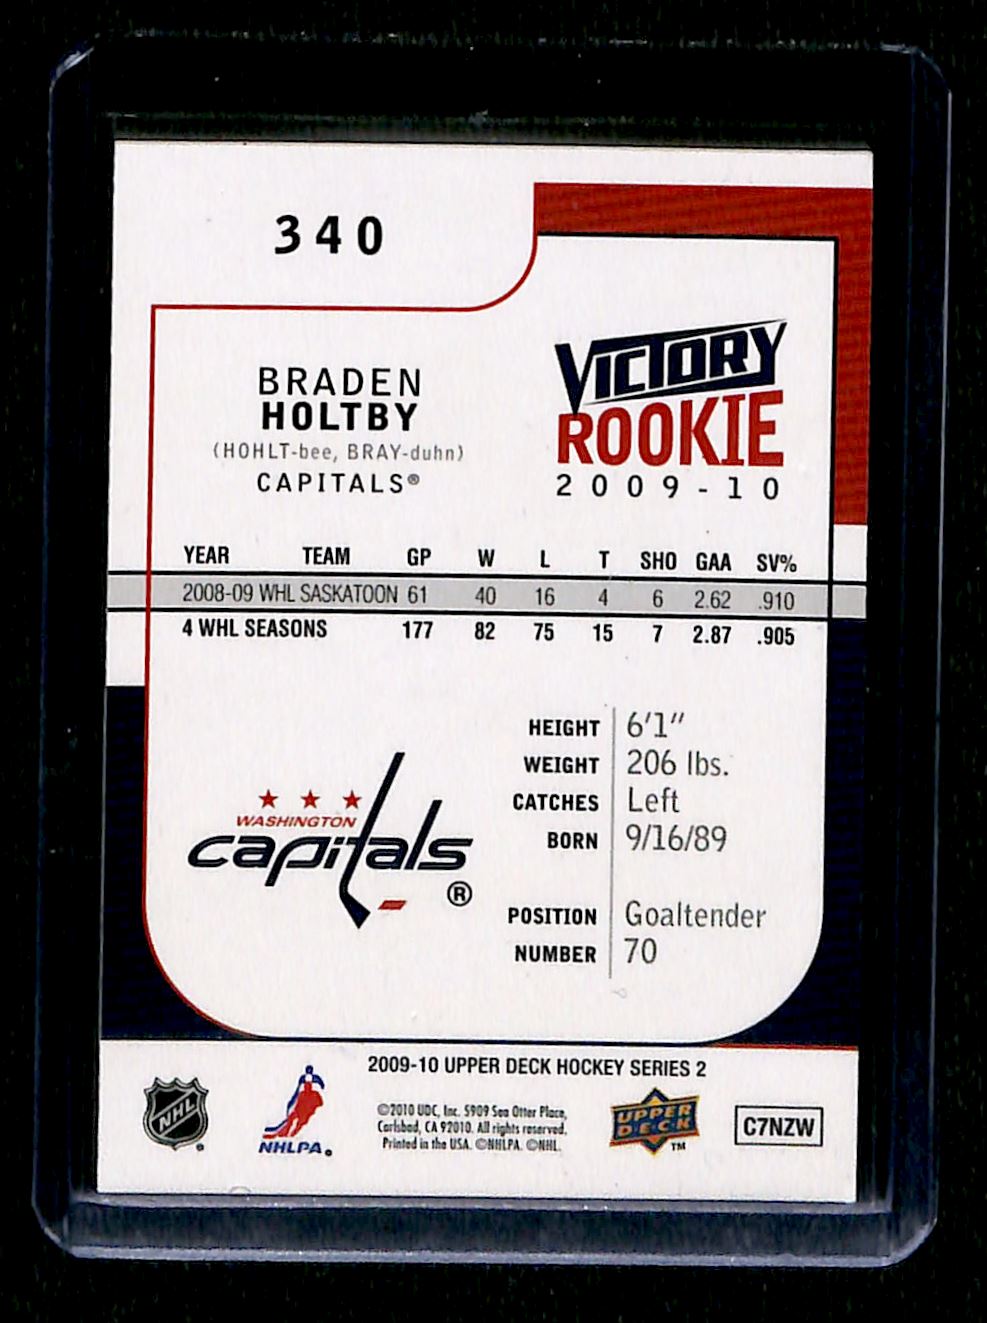 340
VICTORY
ROOKIE
2009-10
BRADEN
HOLTBY
(HOHLT-bee, BRAY-duhn)
CAPITALS®
YEAR TEAM GP W L T SHO GAA SV%
2008-09 WHL SASKATOON 61 40 16 4 6 2.62 .910
4 WHL SEASONS 177 82 75 15 7 2.87 .905
HEIGHT 6'1"
WEIGHT 206 lbs.
CATCHES Left
BORN 9/16/89
POSITION Goaltender
NUMBER 70
WASHINGTON
capitals
®
2009-10 UPPER DECK HOCKEY SERIES 2
NHL
NHLPA
©2010 UDC, Inc. 5909 Sea Otter Place,
Carlsbad, CA 92010. All rights reserved.
Printed in the USA. ©NHLPA. ©NHL.
UPPER
DECK
TM
C7NZW